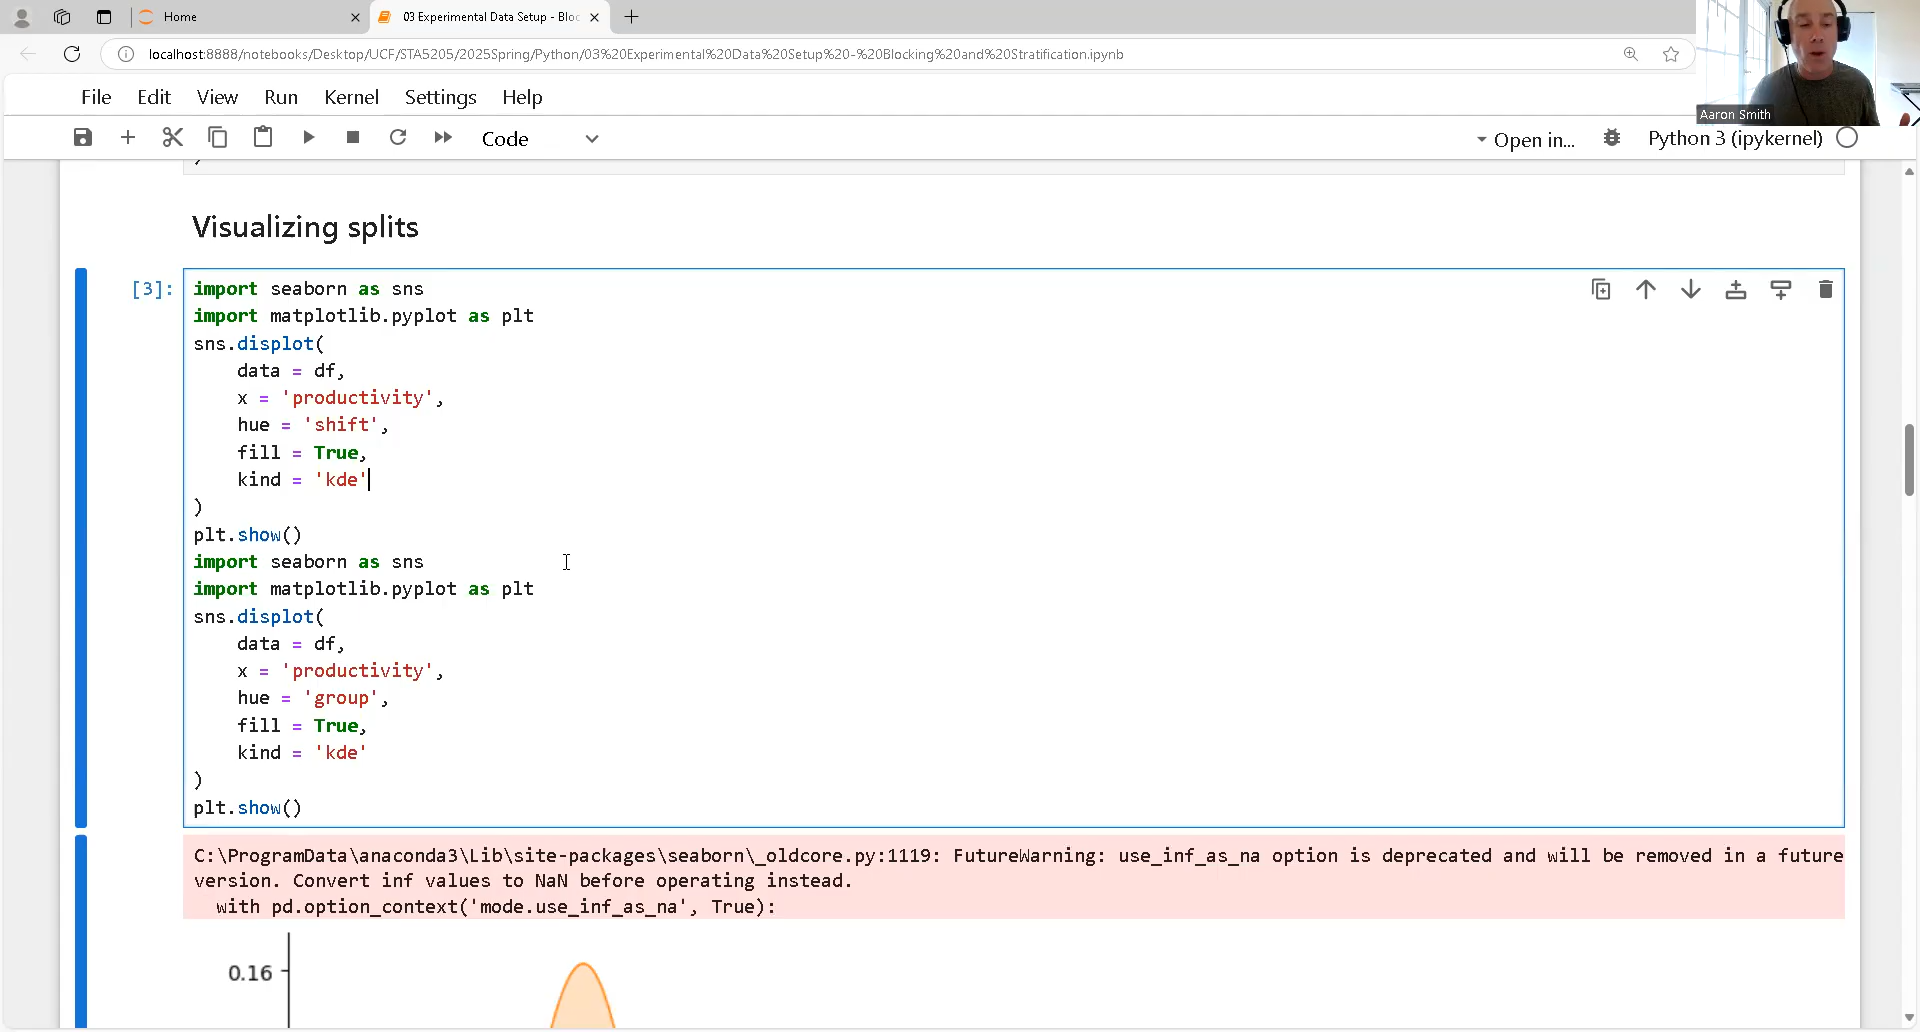 Home
03 Experimental Data Setup - Bloc
localhost:8888/notebooks/Desktop/UCF/STA5205/2025Spring/Python/03%20Experimental%20Data%20Setup%20-%20Blocking%20and%20Stratification.ipynb
Aaron Smith
File Edit View Run Kernel Settings Help
Code
Open in...
Python 3 (ipykernel)
)
Visualizing splits
[3]:
import seaborn as sns
import matplotlib.pyplot as plt
sns.displot(
    data = df,
    x = 'productivity',
    hue = 'shift',
    fill = True,
    kind = 'kde'
)
plt.show()
import seaborn as sns
import matplotlib.pyplot as plt
sns.displot(
    data = df,
    x = 'productivity',
    hue = 'group',
    fill = True,
    kind = 'kde'
)
plt.show()
C:\ProgramData\anaconda3\Lib\site-packages\seaborn\_oldcore.py:1119: FutureWarning: use_inf_as_na option is deprecated and will be removed in a future
version. Convert inf values to NaN before operating instead.
  with pd.option_context('mode.use_inf_as_na', True):
0.16